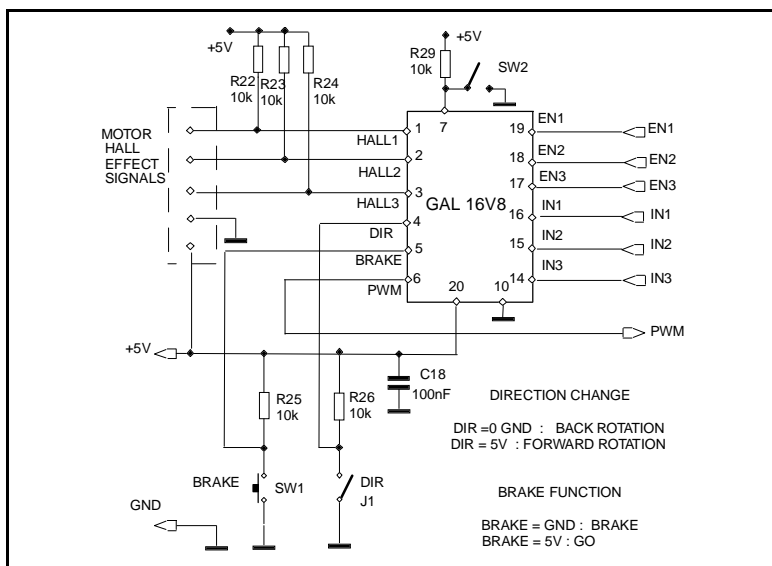 +5V
R22
10k
R23
10k
R24
10k
R29
10k
+5V
SW2
MOTOR
HALL
EFFECT
SIGNALS
1
HALL1
2
HALL2
3
HALL3
4
DIR
5
BRAKE
6
PWM
7
GAL 16V8
20
10
19
EN1
EN1
18
EN2
EN2
17
EN3
EN3
16
IN1
IN1
15
IN2
IN2
14
IN3
IN3
PWM
+5V
R25
10k
R26
10k
C18
100nF
BRAKE
SW1
DIR
J1
GND
DIRECTION CHANGE
DIR =0 GND : BACK ROTATION
DIR = 5V : FORWARD ROTATION
BRAKE FUNCTION
BRAKE = GND : BRAKE
BRAKE = 5V : GO